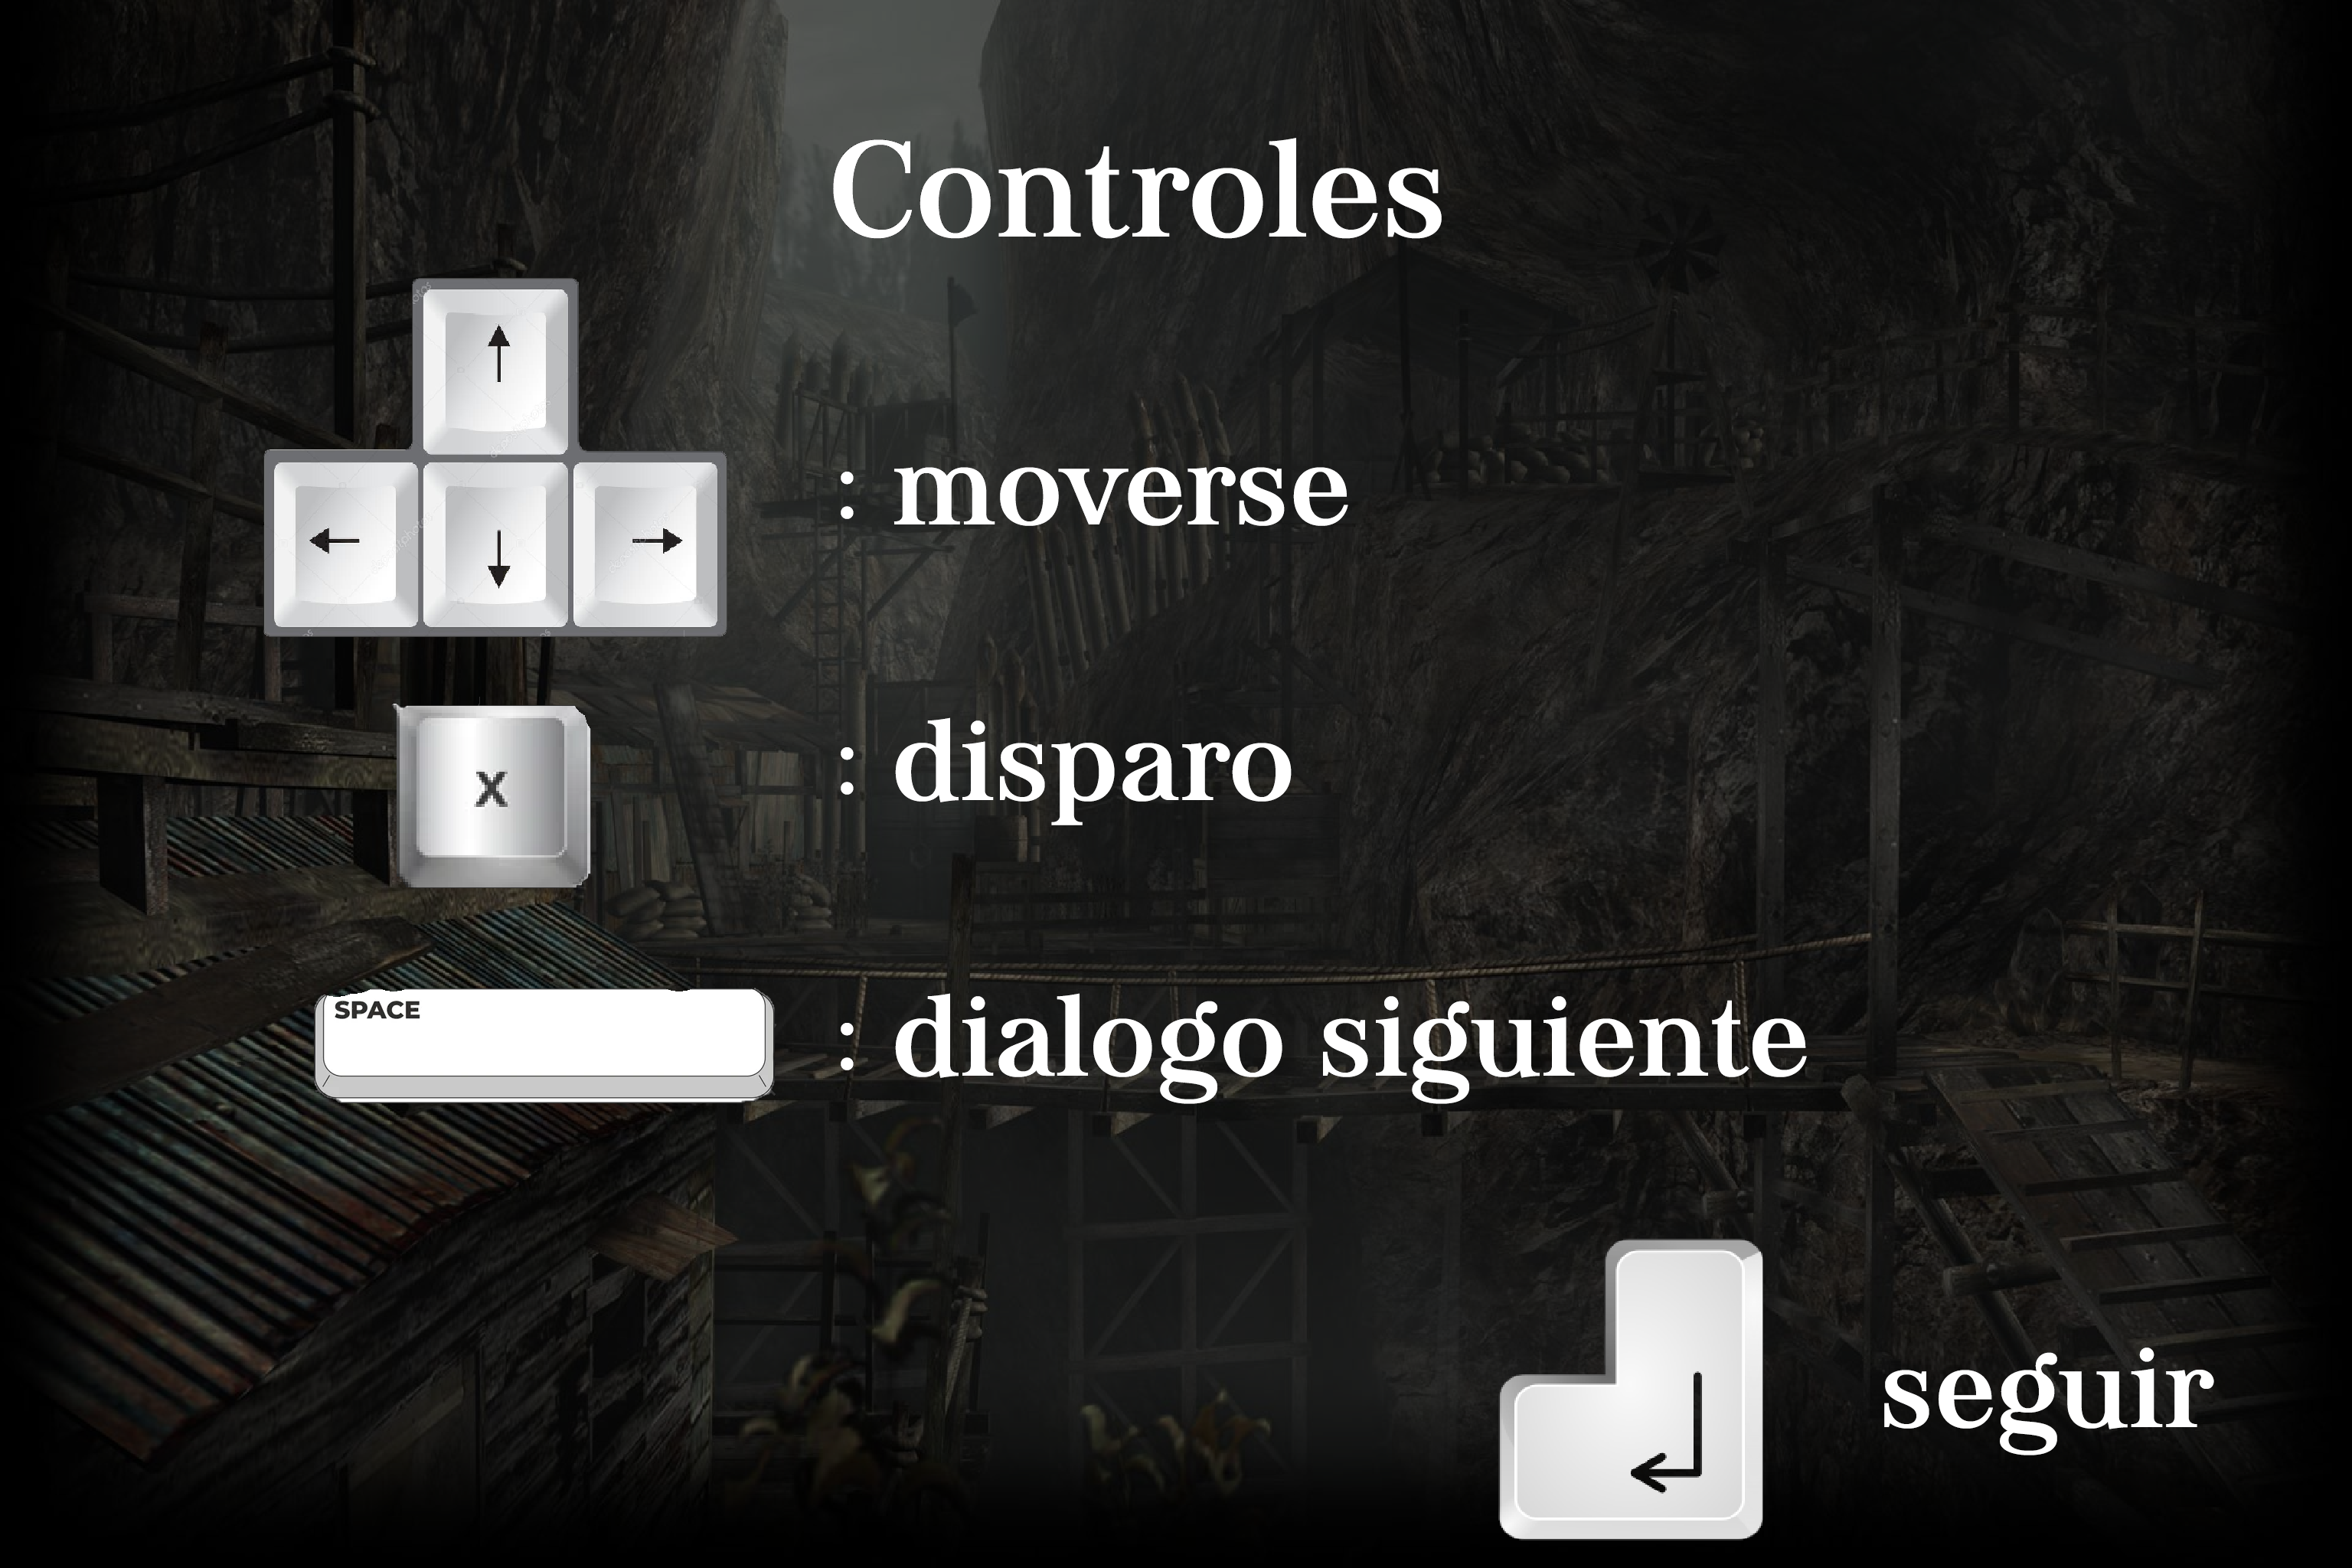 Controles
: moverse
X
: disparo
SPACE
: dialogo siguiente
seguir